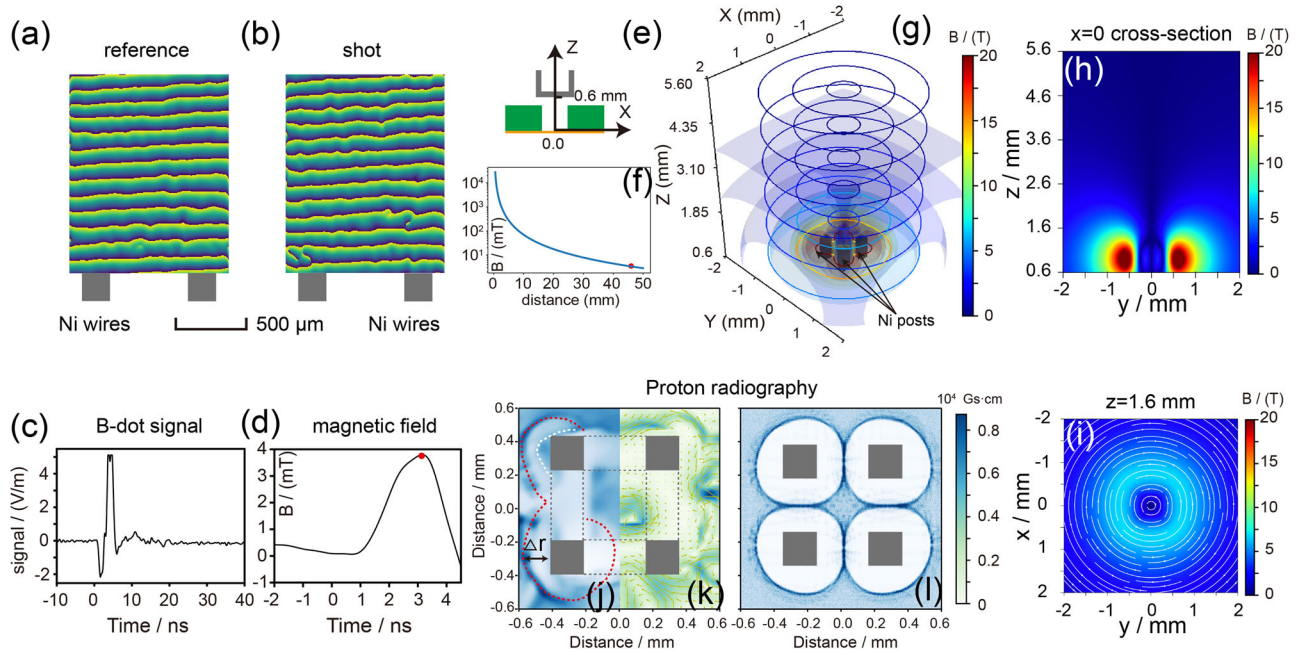 (a)
reference
(b)
shot
Ni wires
500 μm
Ni wires
Z
0.6 mm
X
0.0
(f)
10⁴
10³
10²
10¹
B / (mT)
0 10 20 30 40 50
distance (mm)
(e)
X (mm)
-2
-1
0
1
2
5.60
4.35
3.10
1.85
0.6
Z (mm)
-2
-1
0
1
2
Y (mm)
Ni posts
(g)
B / (T)
20
15
10
5
0
x=0 cross-section
(h)
5.6
4.6
3.6
2.6
1.6
0.6
z / mm
-2 -1 0 1 2
y / mm
B / (T)
20
15
10
5
0
(c)
B-dot signal
signal / (V/m)
4
2
0
-2
-10 0 10 20 30 40
Time / ns
(d)
magnetic field
B / (mT)
4
3
2
1
0
-1
-2 -1 0 1 2 3 4
Time / ns
Proton radiography
0.6
0.4
0.2
0.0
-0.2
-0.4
-0.6
Distance / mm
Δr
(j)
(k)
-0.6 -0.4 -0.2 0.0 0.2 0.4 0.6
Distance / mm
(l)
-0.4 -0.2 0.0 0.2 0.4 0.6
Distance / mm
10⁴ Gs·cm
0.8
0.6
0.4
0.2
0
z=1.6 mm
(i)
-2
-1
0
1
2
x / mm
-2 -1 0 1 2
y / mm
B / (T)
20
15
10
5
0